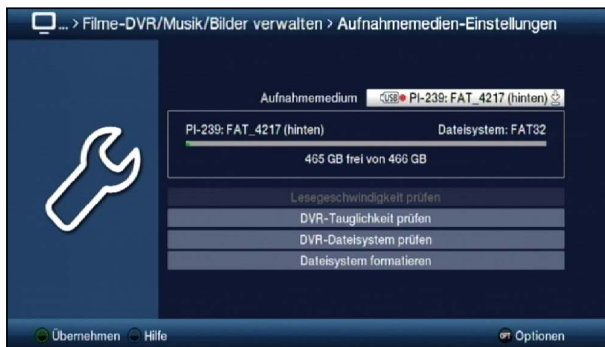 ... > Filme-DVR/Musik/Bilder verwalten > Aufnahmemedien-Einstellungen
Aufnahmemedium USB PI-239: FAT_4217 (hinten)
PI-239: FAT_4217 (hinten) Dateisystem: FAT32
465 GB frei von 466 GB
Lesegeschwindigkeit prüfen
DVR-Tauglichkeit prüfen
DVR-Dateisystem prüfen
Dateisystem formatieren
Übernehmen Hilfe OPT Optionen